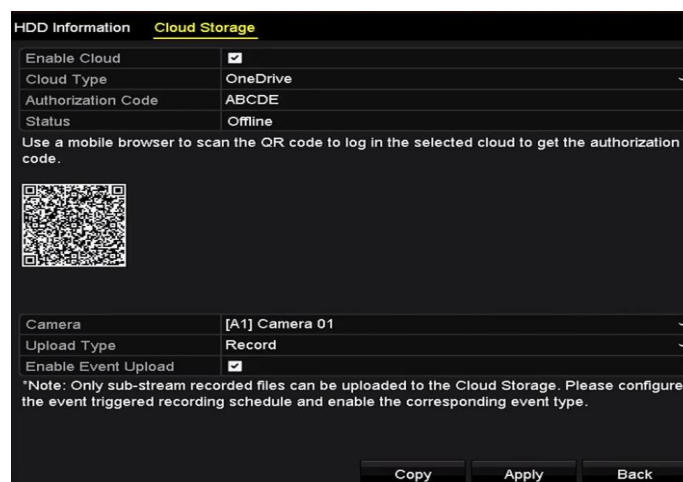 HDD Information Cloud Storage
Enable Cloud
Cloud Type OneDrive
Authorization Code ABCDE
Status Offline
Use a mobile browser to scan the QR code to log in the selected cloud to get the authorization
code.
Camera [A1] Camera 01
Upload Type Record
Enable Event Upload
*Note: Only sub-stream recorded files can be uploaded to the Cloud Storage. Please configure
the event triggered recording schedule and enable the corresponding event type.
Copy Apply Back